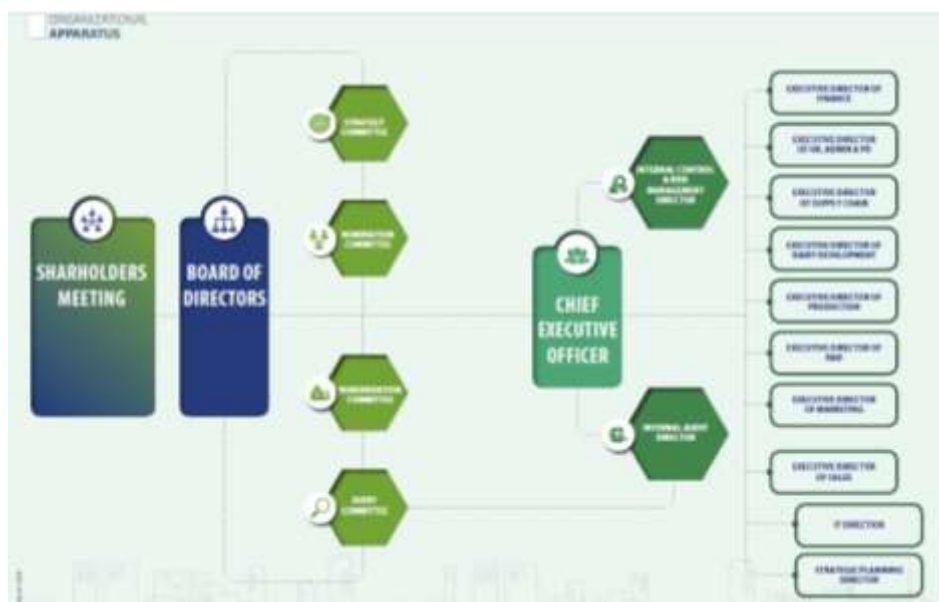 ORGANIZATIONAL
APPARATUS
SHARHOLDERS
MEETING
BOARD OF
DIRECTORS
STRATEGY
COMMITTEE
NOMINATION
COMMITTEE
REMUNERATION
COMMITTEE
AUDIT
COMMITTEE
CHIEF
EXECUTIVE
OFFICER
INTERNAL CONTROL
& RISK
MANAGEMENT
DIRECTOR
INTERNAL AUDIT
DIRECTOR
EXECUTIVE DIRECTOR OF
FINANCE
EXECUTIVE DIRECTOR
OF HR, ADMIN & PR
EXECUTIVE DIRECTOR
OF SUPPLY CHAIN
EXECUTIVE DIRECTOR OF
DAIRY DEVELOPMENT
EXECUTIVE DIRECTOR OF
PRODUCTION
EXECUTIVE DIRECTOR OF
EXECUTIVE DIRECTOR
OF MARKETING
EXECUTIVE DIRECTOR
OF SALES
IT DIRECTION
STRATEGIC PLANNING
DIRECTOR